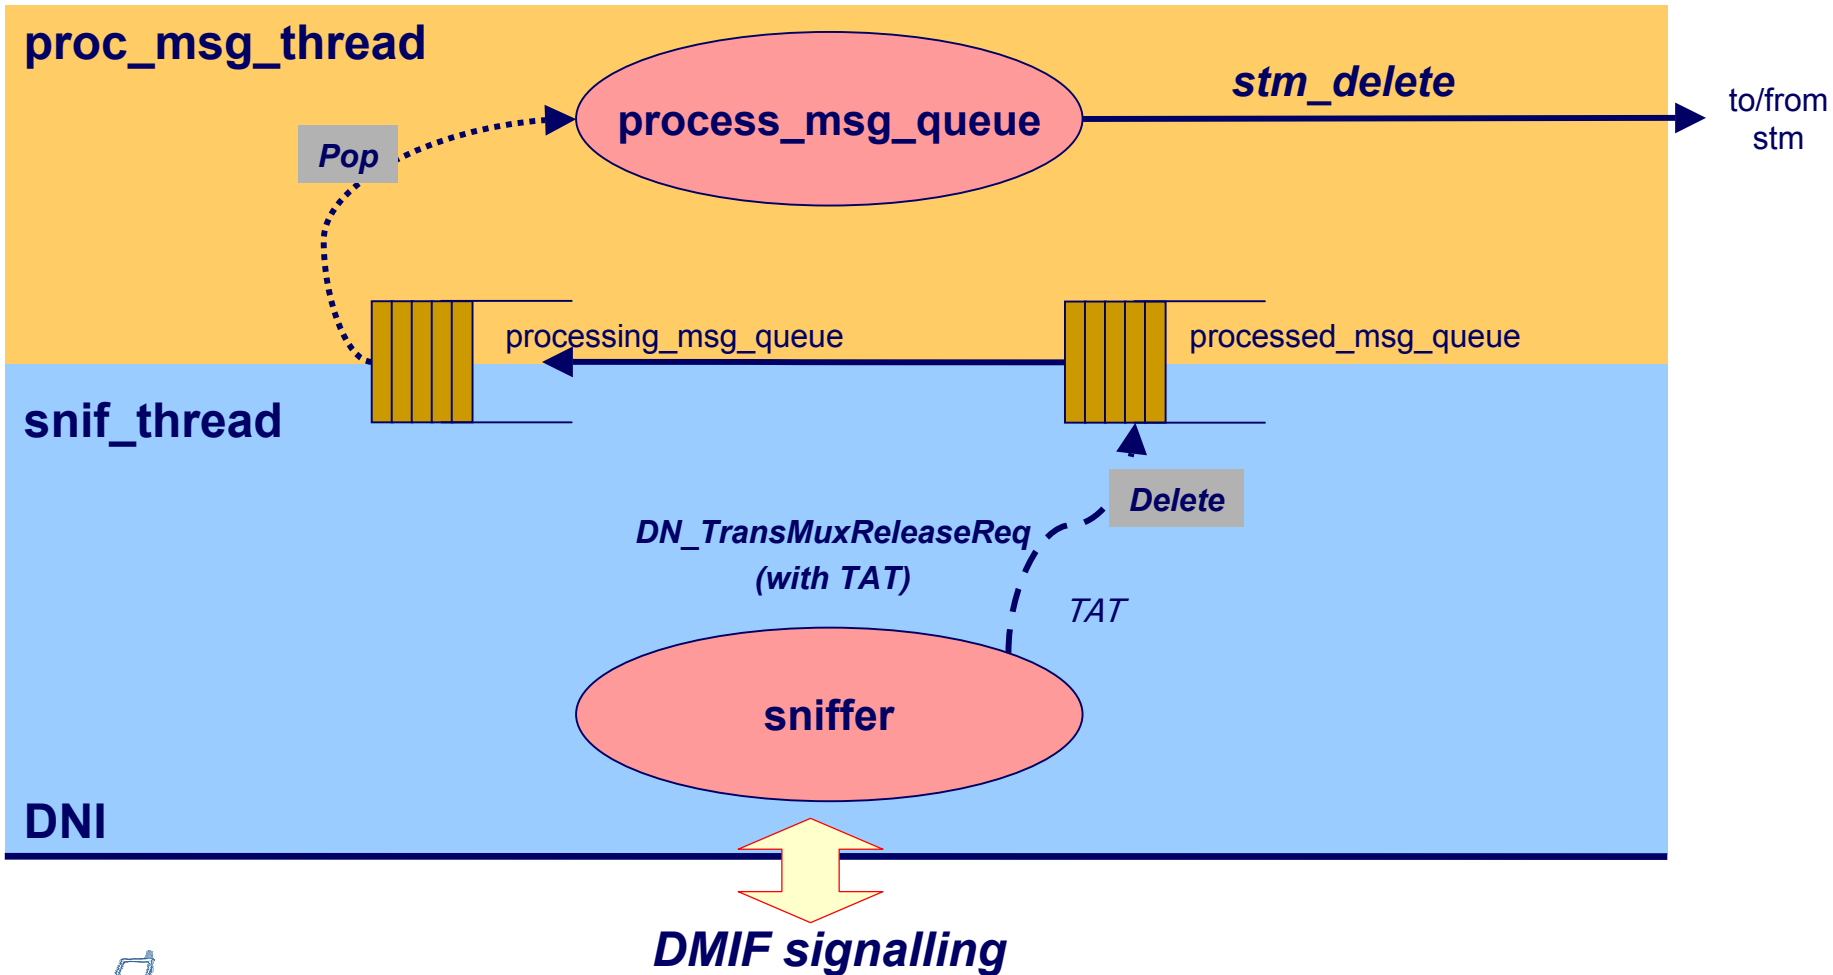 proc_msg_thread
stm_delete
to/from
stm
process_msg_queue
Pop
processing_msg_queue
processed_msg_queue
snif_thread
Delete
DN_TransMuxReleaseReq
(with TAT)
TAT
sniffer
DNI
DMIF signalling